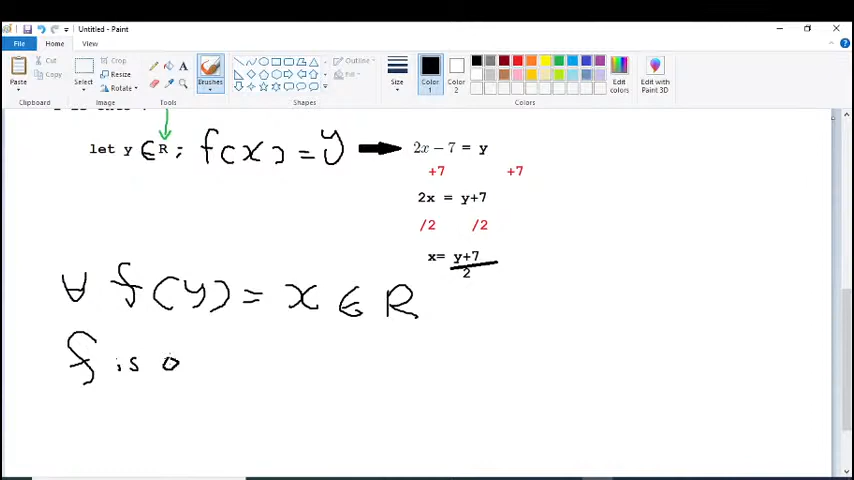 Untitled - Paint
File Home View
Paste Cut Copy Clipboard
Select Crop Resize Rotate Image
Tools
Brushes
Outline Fill Shapes
Size
Color 1 Color 2 Edit colors Edit with Paint 3D Colors
let y ∈ R ; f(x) = y ➡ 2x − 7 = y
+7 +7
2x = y+7
/2 /2
x= y+7
2
∀ f(y) = x ∈ R
f is o